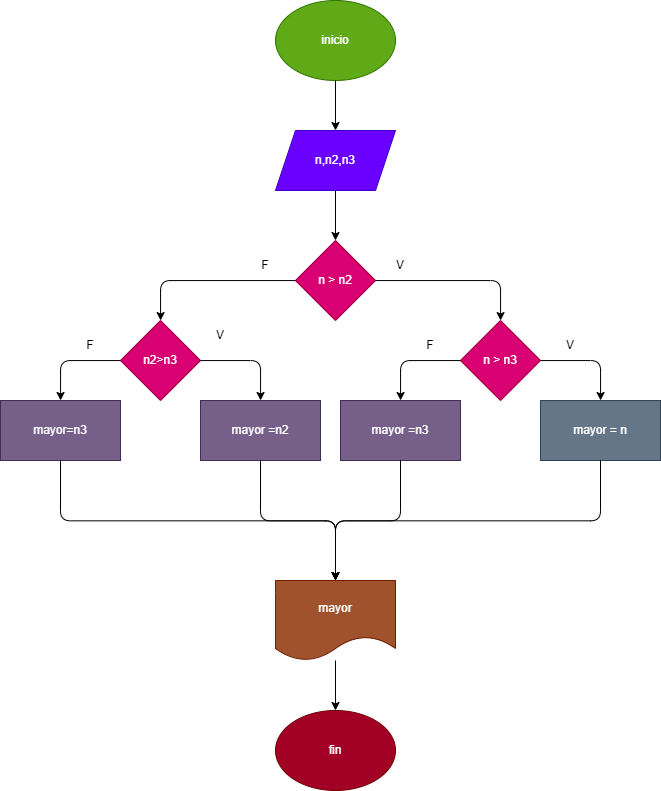 inicio
n,n2,n3
F
V
n > n2
F
V
n2>n3
F
V
n > n3
mayor=n3
mayor =n2
mayor =n3
mayor = n
mayor
fin